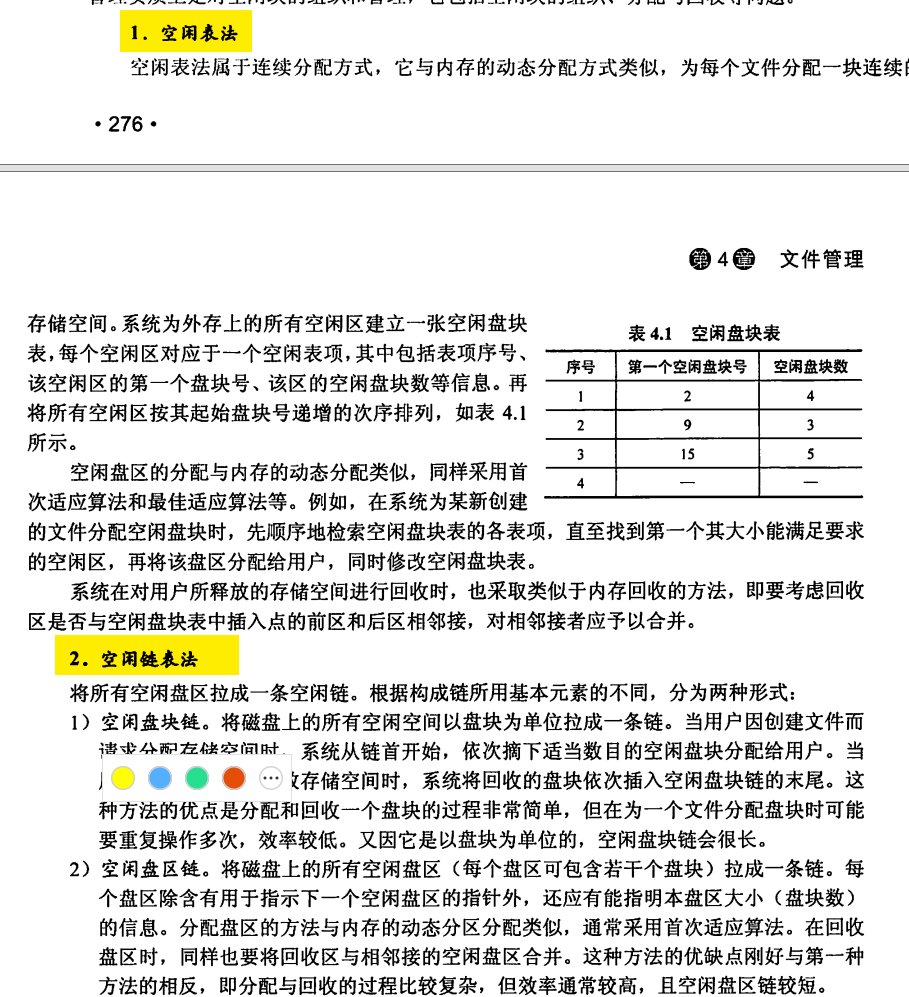 1．空闲表法
空闲表法属于连续分配方式，它与内存的动态分配方式类似，为每个文件分配一块连续
• 276 •
第 4 章 文件管理
存储空间。系统为外存上的所有空闲区建立一张空闲盘块
表，每个空闲区对应于一个空闲表项，其中包括表项序号、
该空闲区的第一个盘块号、该区的空闲盘块数等信息。再
将所有空闲区按其起始盘块号递增的次序排列，如表 4.1
所示。
表 4.1 空闲盘块表
序号 第一个空闲盘块号 空闲盘块数
1 2 4
2 9 3
3 15 5
4 — —
空闲盘区的分配与内存的动态分配类似，同样采用首
次适应算法和最佳适应算法等。例如，在系统为某新创建
的文件分配空闲盘块时，先顺序地检索空闲盘块表的各表项，直至找到第一个其大小能满足要求
的空闲区，再将该盘区分配给用户，同时修改空闲盘块表。
系统在对用户所释放的存储空间进行回收时，也采取类似于内存回收的方法，即要考虑回收
区是否与空闲盘块表中插入点的前区和后区相邻接，对相邻接者应予以合并。
2．空闲链表法
将所有空闲盘区拉成一条空闲链。根据构成链所用基本元素的不同，分为两种形式：
1）空闲盘块链。将磁盘上的所有空闲空间以盘块为单位拉成一条链。当用户因创建文件而
请求分配存储空间时，系统从链首开始，依次摘下适当数目的空闲盘块分配给用户。当
存储空间时，系统将回收的盘块依次插入空闲盘块链的末尾。这
种方法的优点是分配和回收一个盘块的过程非常简单，但在为一个文件分配盘块时可能
要重复操作多次，效率较低。又因它是以盘块为单位的，空闲盘块链会很长。
2）空闲盘区链。将磁盘上的所有空闲盘区（每个盘区可包含若干个盘块）拉成一条链。每
个盘区除含有用于指示下一个空闲盘区的指针外，还应有能指明本盘区大小（盘块数）
的信息。分配盘区的方法与内存的动态分区分配类似，通常采用首次适应算法。在回收
盘区时，同样也要将回收区与相邻接的空闲盘区合并。这种方法的优缺点刚好与第一种
方法的相反，即分配与回收的过程比较复杂，但效率通常较高，且空闲盘区链较短。